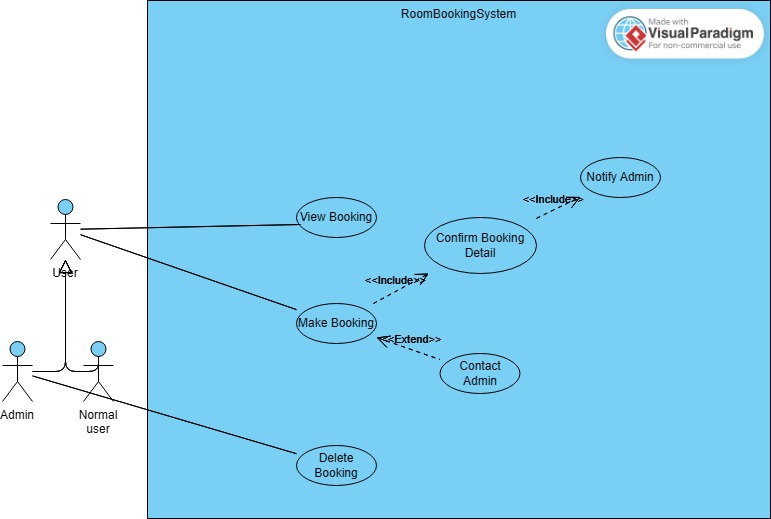 RoomBookingSystem
Made with
Visual Paradigm
For non-commercial use
Notify Admin
<<Include>>
View Booking
Confirm Booking
Detail
User
<<Include>>
Make Booking
<<Extend>>
Contact
Admin
Admin
Normal
user
Delete
Booking